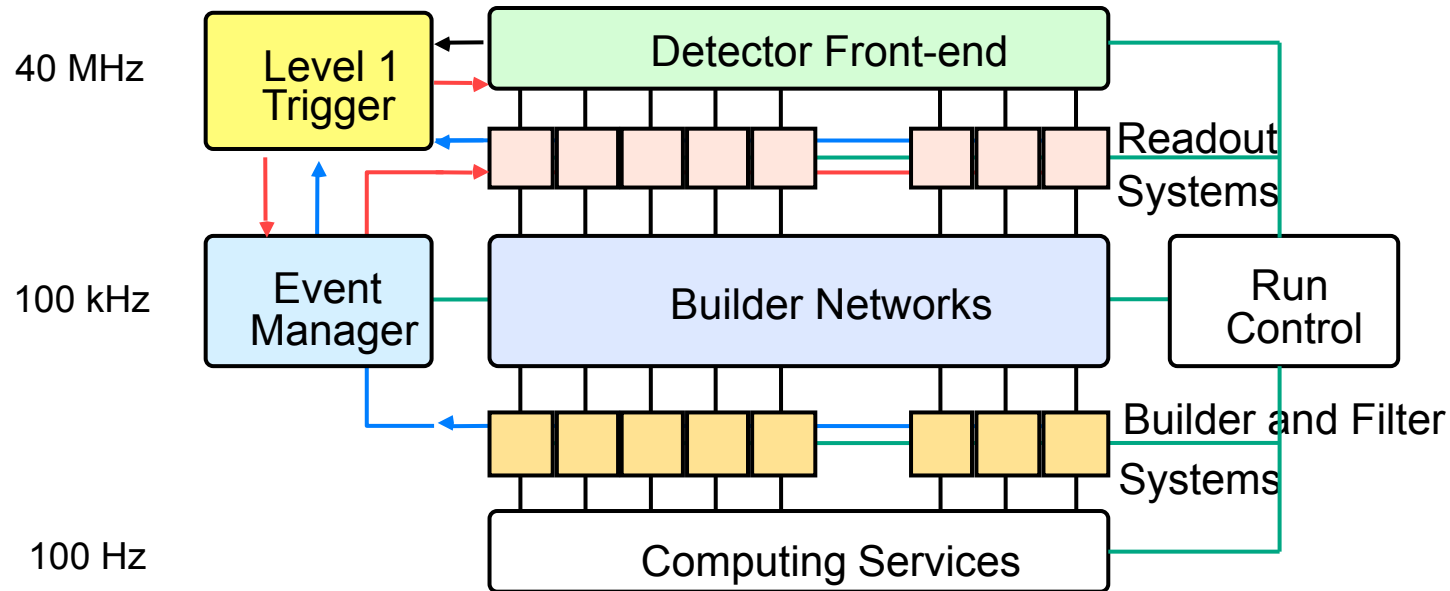 40 MHz
Level 1
Trigger
Detector Front-end
Readout
Systems
100 kHz
Event
Manager
Builder Networks
Run
Control
Builder and Filter
Systems
100 Hz
Computing Services